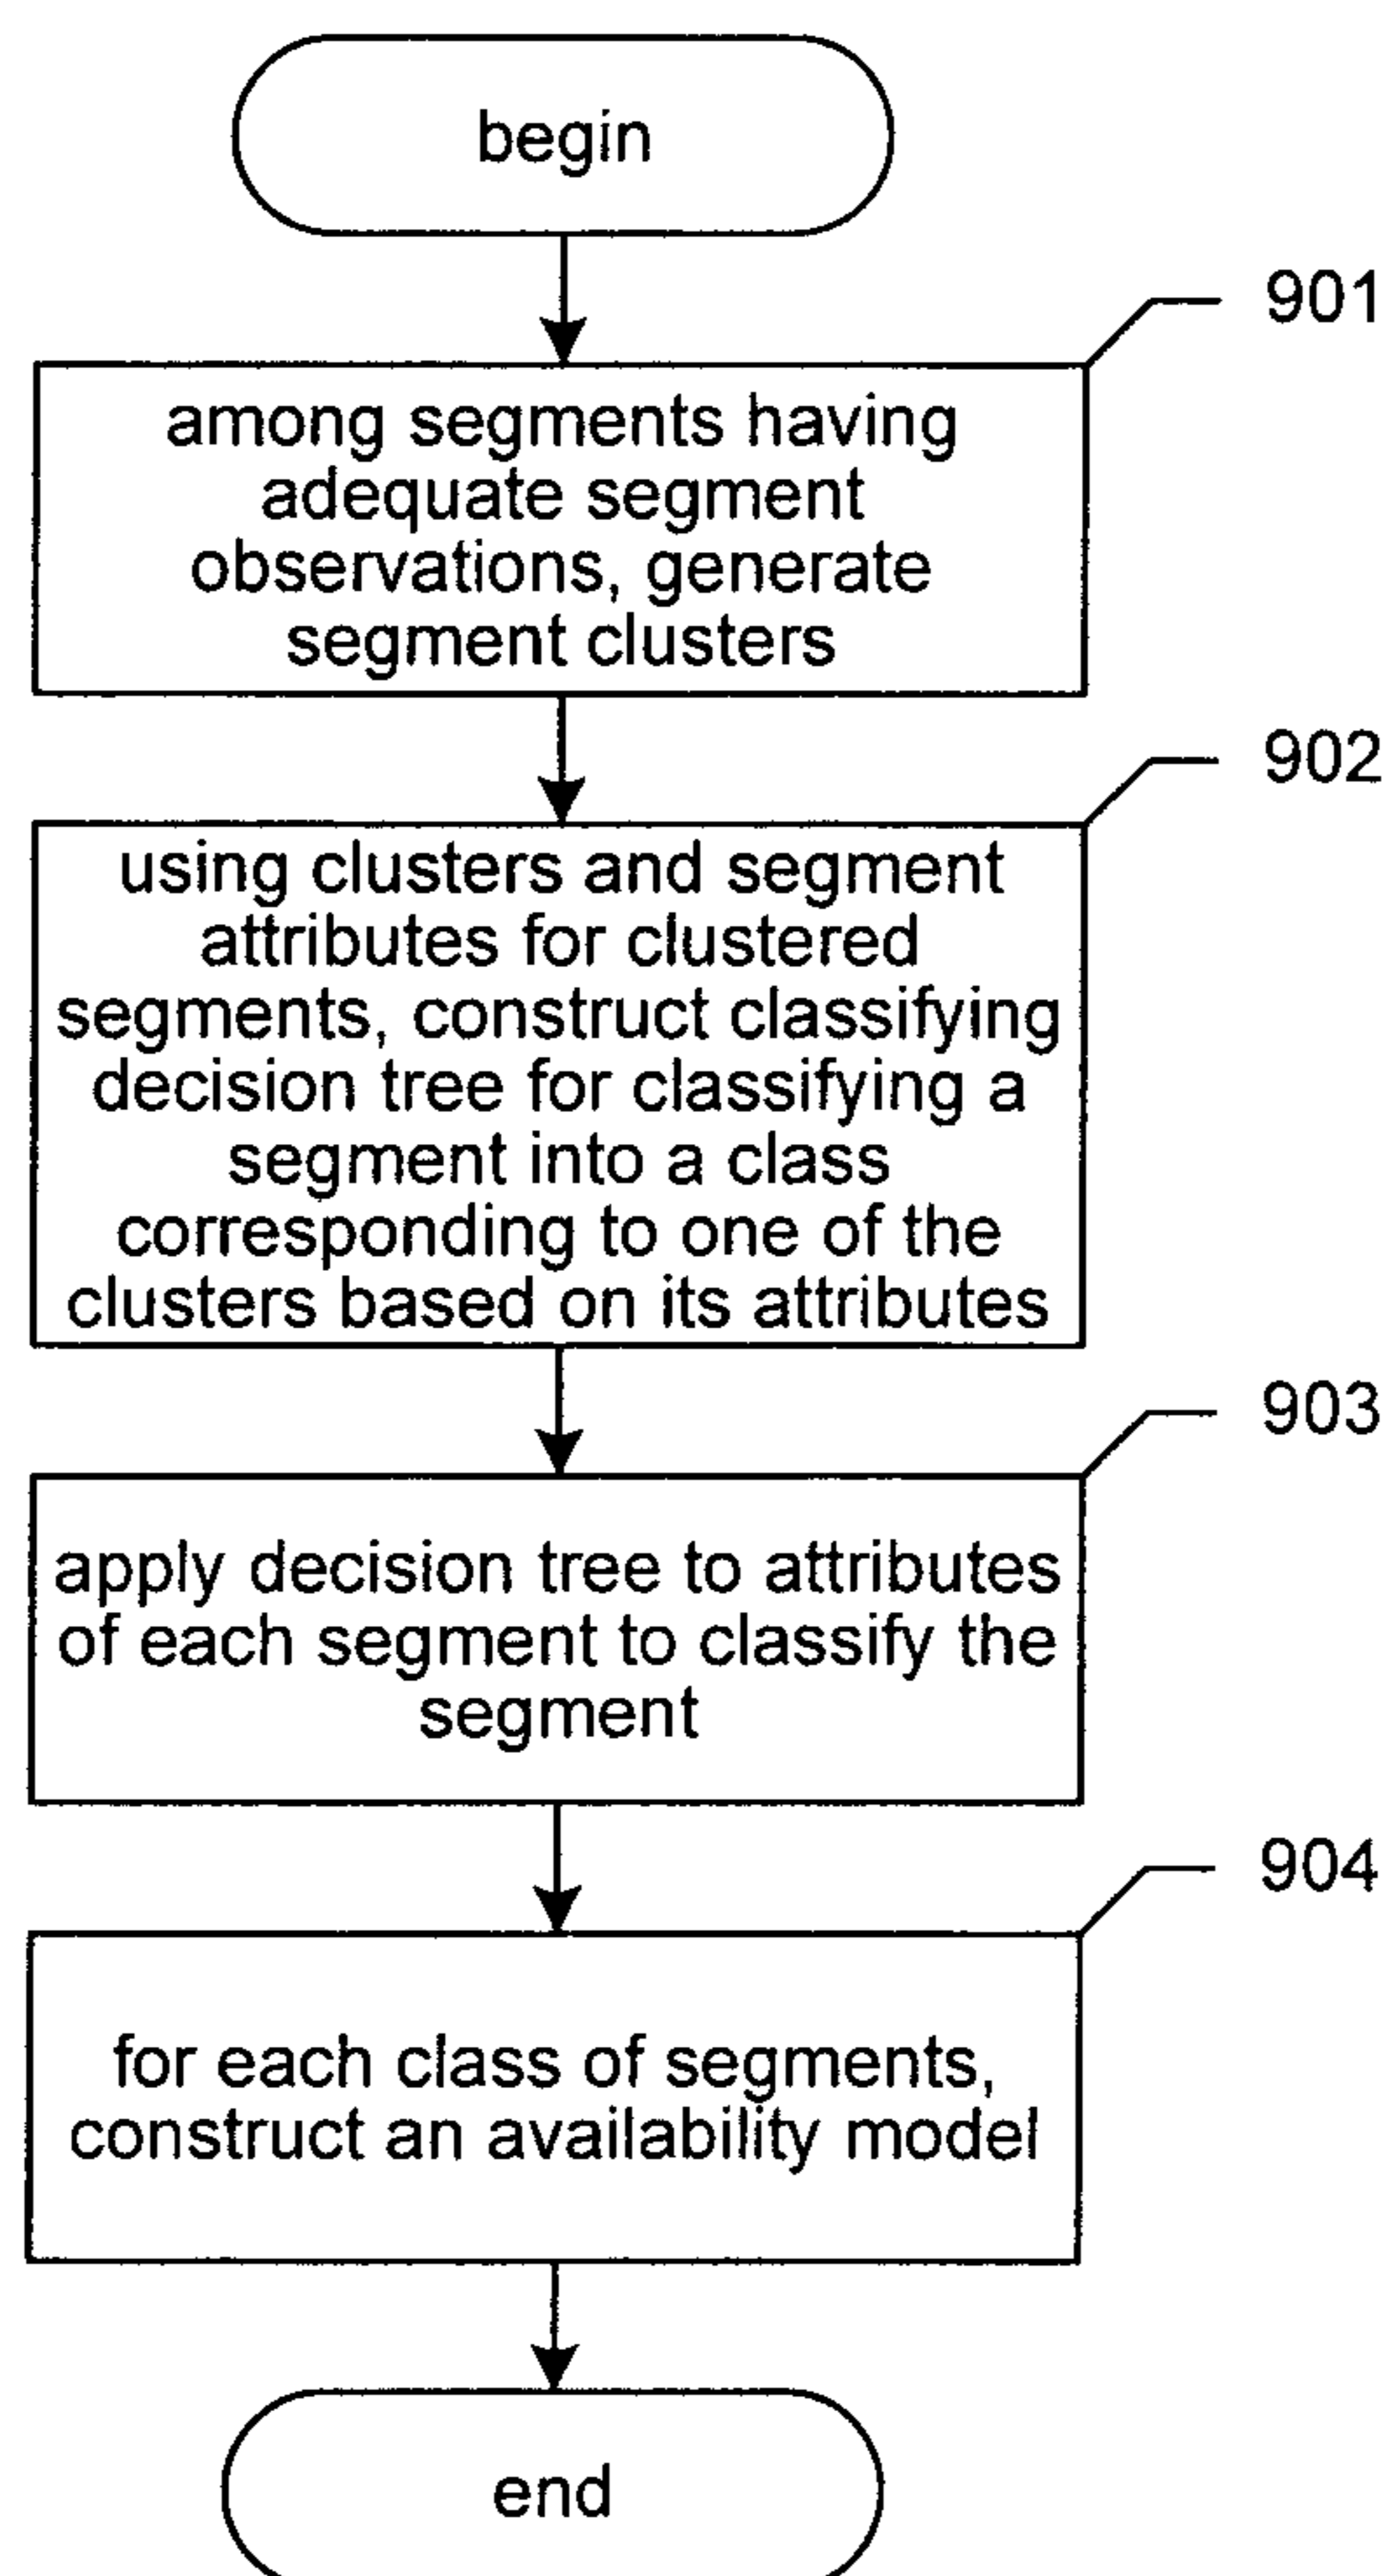 begin
901
among segments having
adequate segment
observations, generate
segment clusters
902
using clusters and segment
attributes for clustered
segments, construct classifying
decision tree for classifying a
segment into a class
corresponding to one of the
clusters based on its attributes
903
apply decision tree to attributes
of each segment to classify the
segment
904
for each class of segments,
construct an availability model
end